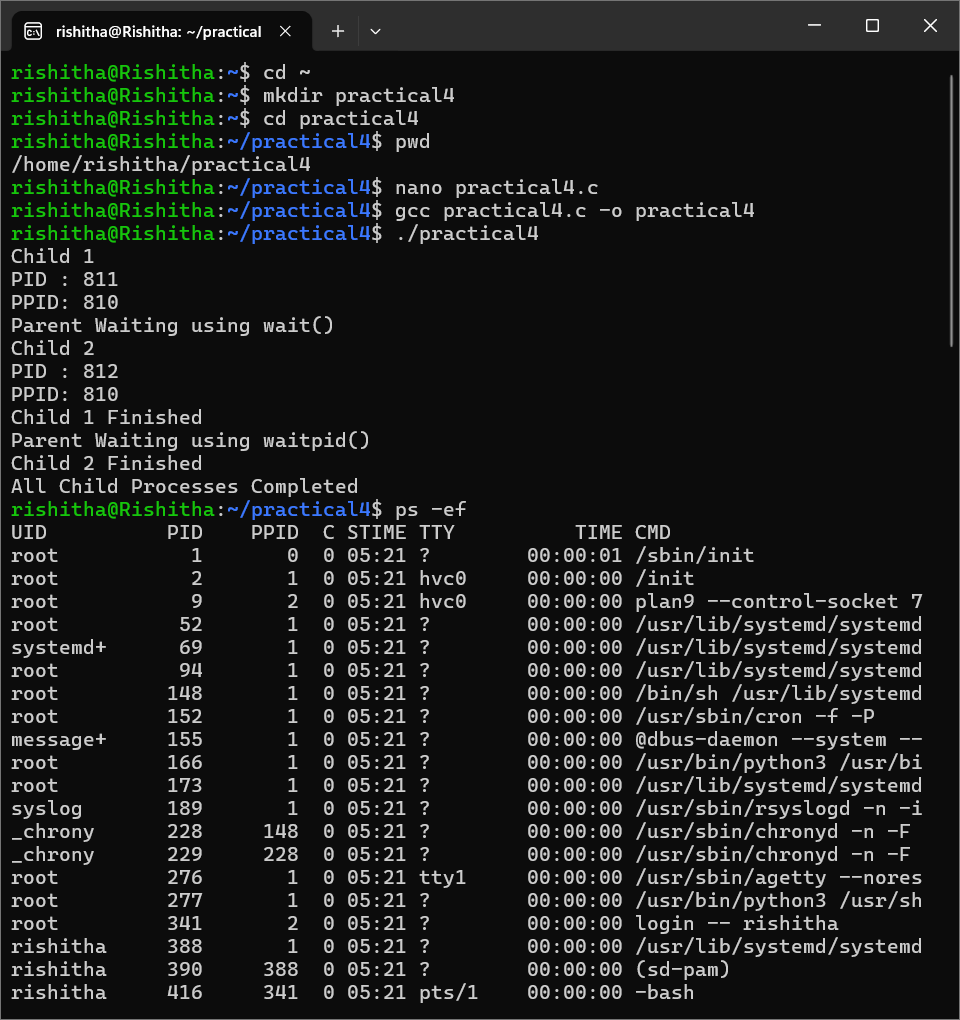 rishitha@Rishitha: ~/practical
rishitha@Rishitha:~$ cd ~
rishitha@Rishitha:~$ mkdir practical4
rishitha@Rishitha:~$ cd practical4
rishitha@Rishitha:~/practical4$ pwd
/home/rishitha/practical4
rishitha@Rishitha:~/practical4$ nano practical4.c
rishitha@Rishitha:~/practical4$ gcc practical4.c -o practical4
rishitha@Rishitha:~/practical4$ ./practical4
Child 1
PID : 811
PPID: 810
Parent Waiting using wait()
Child 2
PID : 812
PPID: 810
Child 1 Finished
Parent Waiting using waitpid()
Child 2 Finished
All Child Processes Completed
rishitha@Rishitha:~/practical4$ ps -ef
UID          PID    PPID  C STIME TTY          TIME CMD
root           1       0  0 05:21 ?        00:00:01 /sbin/init
root           2       1  0 05:21 hvc0     00:00:00 /init
root           9       2  0 05:21 hvc0     00:00:00 plan9 --control-socket 7
root          52       1  0 05:21 ?        00:00:00 /usr/lib/systemd/systemd
systemd+      69       1  0 05:21 ?        00:00:00 /usr/lib/systemd/systemd
root          94       1  0 05:21 ?        00:00:00 /usr/lib/systemd/systemd
root         148       1  0 05:21 ?        00:00:00 /bin/sh /usr/lib/systemd
root         152       1  0 05:21 ?        00:00:00 /usr/sbin/cron -f -P
message+     155       1  0 05:21 ?        00:00:00 @dbus-daemon --system --
root         166       1  0 05:21 ?        00:00:00 /usr/bin/python3 /usr/bi
root         173       1  0 05:21 ?        00:00:00 /usr/lib/systemd/systemd
syslog       189       1  0 05:21 ?        00:00:00 /usr/sbin/rsyslogd -n -i
_chrony      228     148  0 05:21 ?        00:00:00 /usr/sbin/chronyd -n -F
_chrony      229     228  0 05:21 ?        00:00:00 /usr/sbin/chronyd -n -F
root         276       1  0 05:21 tty1     00:00:00 /usr/sbin/agetty --nores
root         277       1  0 05:21 ?        00:00:00 /usr/bin/python3 /usr/sh
root         341       2  0 05:21 ?        00:00:00 login -- rishitha
rishitha     388       1  0 05:21 ?        00:00:00 /usr/lib/systemd/systemd
rishitha     390     388  0 05:21 ?        00:00:00 (sd-pam)
rishitha     416     341  0 05:21 pts/1    00:00:00 -bash